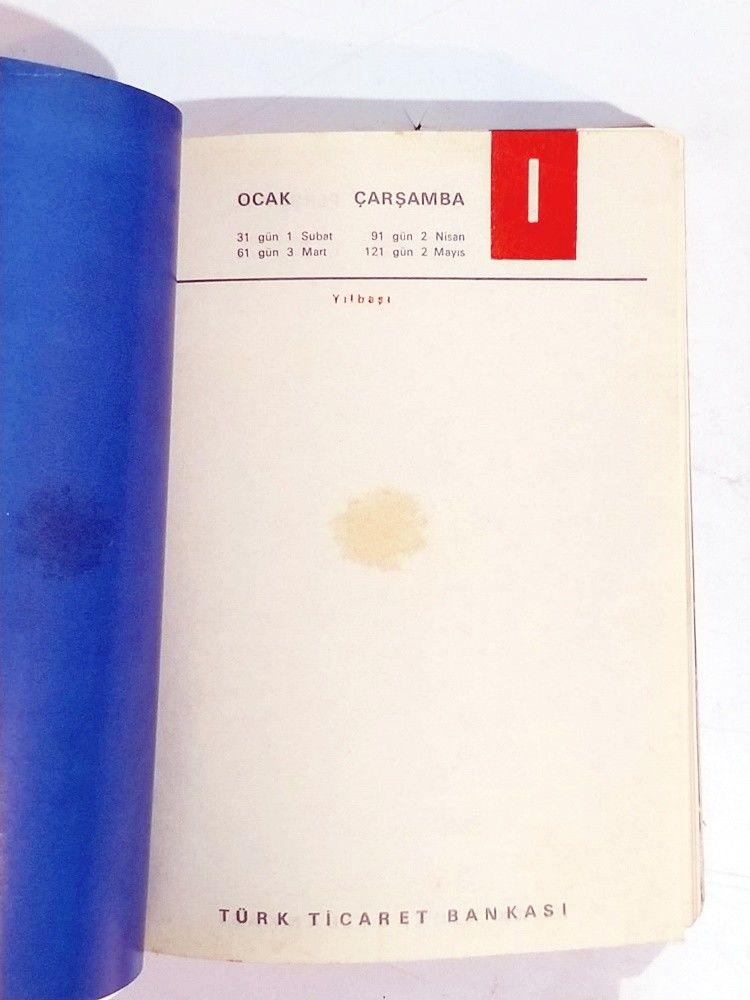 OCAK ÇARŞAMBA 1
31 gün 1 Şubat 91 gün 2 Nisan
61 gün 3 Mart 121 gün 2 Mayıs
Yılbaşı
TÜRK TİCARET BANKASI